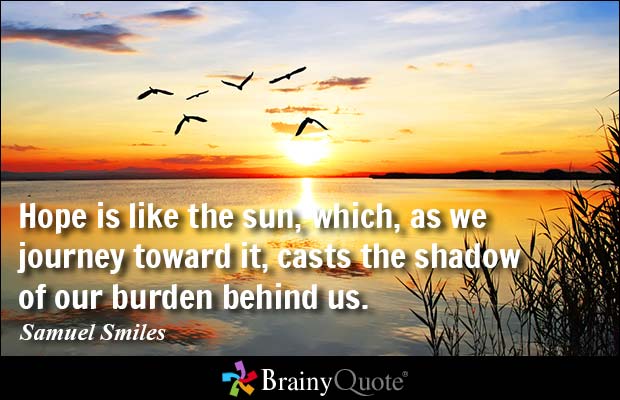 Hope is like the sun, which, as we
journey toward it, casts the shadow
of our burden behind us.
Samuel Smiles
BrainyQuote®